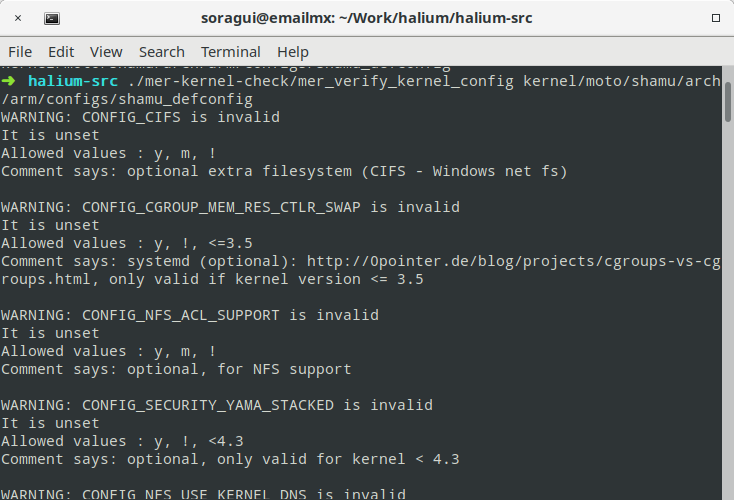 soragui@emailmx: ~/Work/halium/halium-src
File Edit View Search Terminal Help
➜ halium-src ./mer-kernel-check/mer_verify_kernel_config kernel/moto/shamu/arch
/arm/configs/shamu_defconfig
WARNING: CONFIG_CIFS is invalid
It is unset
Allowed values : y, m, !
Comment says: optional extra filesystem (CIFS - Windows net fs)
WARNING: CONFIG_CGROUP_MEM_RES_CTLR_SWAP is invalid
It is unset
Allowed values : y, !, <=3.5
Comment says: systemd (optional): http://0pointer.de/blog/projects/cgroups-vs-cg
roups.html, only valid if kernel version <= 3.5
WARNING: CONFIG_NFS_ACL_SUPPORT is invalid
It is unset
Allowed values : y, m, !
Comment says: optional, for NFS support
WARNING: CONFIG_SECURITY_YAMA_STACKED is invalid
It is unset
Allowed values : y, !, <4.3
Comment says: optional, only valid for kernel < 4.3
WARNING: CONFIG_NFS_USE_KERNEL_DNS is invalid